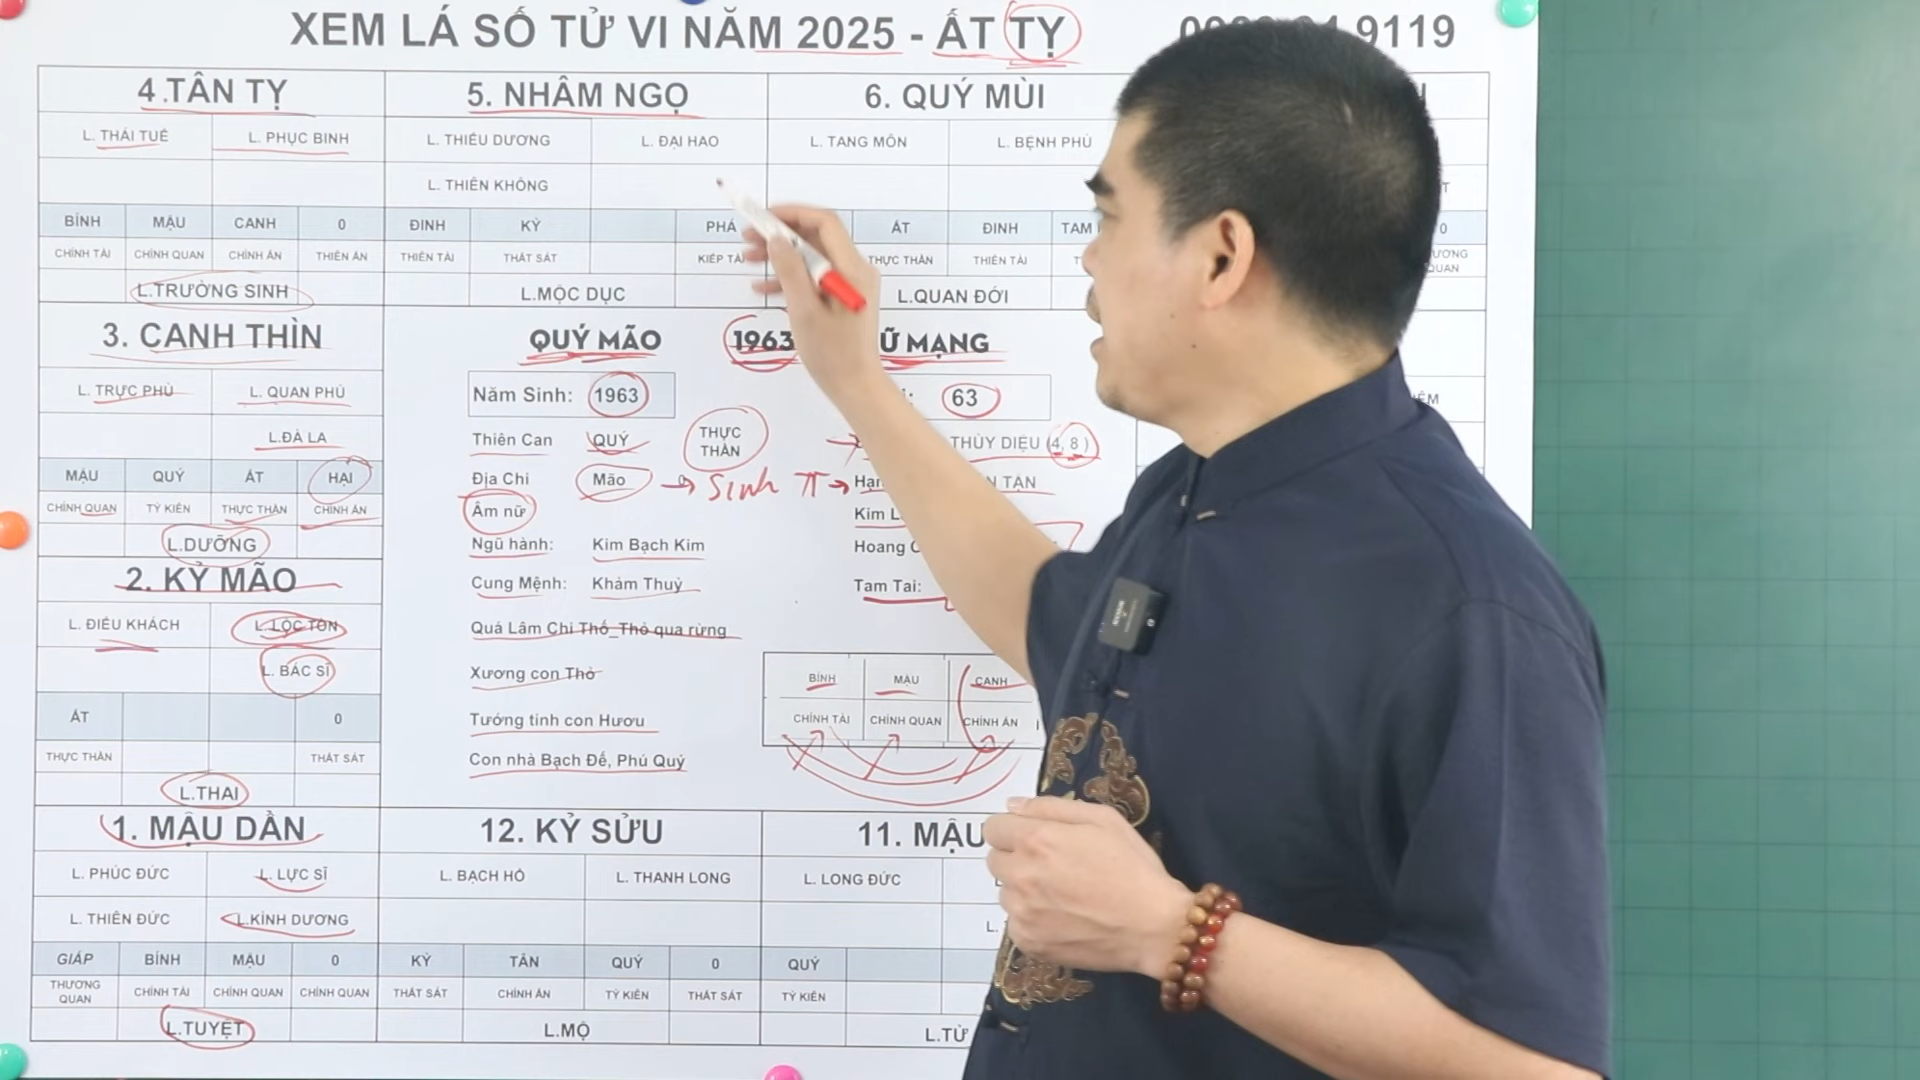 XEM LÁ SỐ TỬ VI NĂM 2025 - ẤT TỴ
9119
4 .TÂN TỴ
5. NHÂM NGỌ
6. QUÝ MÙI
L. THÁI TUẾ
L. PHỤC BINH
L. THIẾU DƯƠNG
L. ĐẠI HAO
L. TANG MÔN
L. BỆNH PHÙ
L. THIÊN KHÔNG
BÍNH MẬU CANH 0
ĐINH KỶ PHÁ
ẤT ĐINH TAM 0
CHÍNH TÀI CHÍNH QUAN CHÍNH ẤN THIÊN ẤN
THIÊN TÀI THẤT SÁT KIẾP TÀI
THỰC THẦN THIÊN TÀI
QUAN
L.TRƯỜNG SINH
L.MỘC DỤC
L.QUAN ĐỚI
3. CANH THÌN
L. TRỰC PHÙ
L. QUAN PHỦ
L.ĐÀ LA
MẬU QUÝ ẤT HẠI
CHÍNH QUAN TỶ KIÊN THỰC THẦN CHÍNH ẤN
L.DƯỠNG
2. KỶ MÃO
L. ĐIẾU KHÁCH
L. LỘC TỒN
L. BÁC SĨ
ẤT 0
THỰC THẦN THẤT SÁT
L.THAI
QUÝ MÃO 1963 MẠNG
Năm Sinh: 1963
63
Thiên Can QUÝ
THỰC THẦN
THỦY DIỆU (4, 8 )
Địa Chi Mão
Sinh
TẬN
Âm nữ
Kim L
Ngũ hành: Kim Bạch Kim
Hoang
Cung Mệnh: Khảm Thuỷ
Tam Tai:
Quá Lâm Chi Thố_Thỏ qua rừng
Xương con Thỏ
Tướng tinh con Hươu
Con nhà Bạch Đế, Phú Quý
BÍNH MẬU CANH
CHÍNH TÀI CHÍNH QUAN CHÍNH ẤN
1. MẬU DẦN
12. KỶ SỬU
11. MẬU
L. PHÚC ĐỨC
L. LỰC SĨ
L. BẠCH HỔ
L. THANH LONG
L. LONG ĐỨC
L. THIÊN ĐỨC
L.KÌNH DƯƠNG
GIÁP BÍNH MẬU 0
KỶ TÂN QUÝ 0
QUÝ
THƯƠNG QUAN CHÍNH TÀI CHÍNH QUAN CHÍNH QUAN
THẤT SÁT CHÍNH ẤN TỶ KIÊN THẤT SÁT
TỶ KIÊN
L.TUYỆT
L.MỘ
L.TỬ